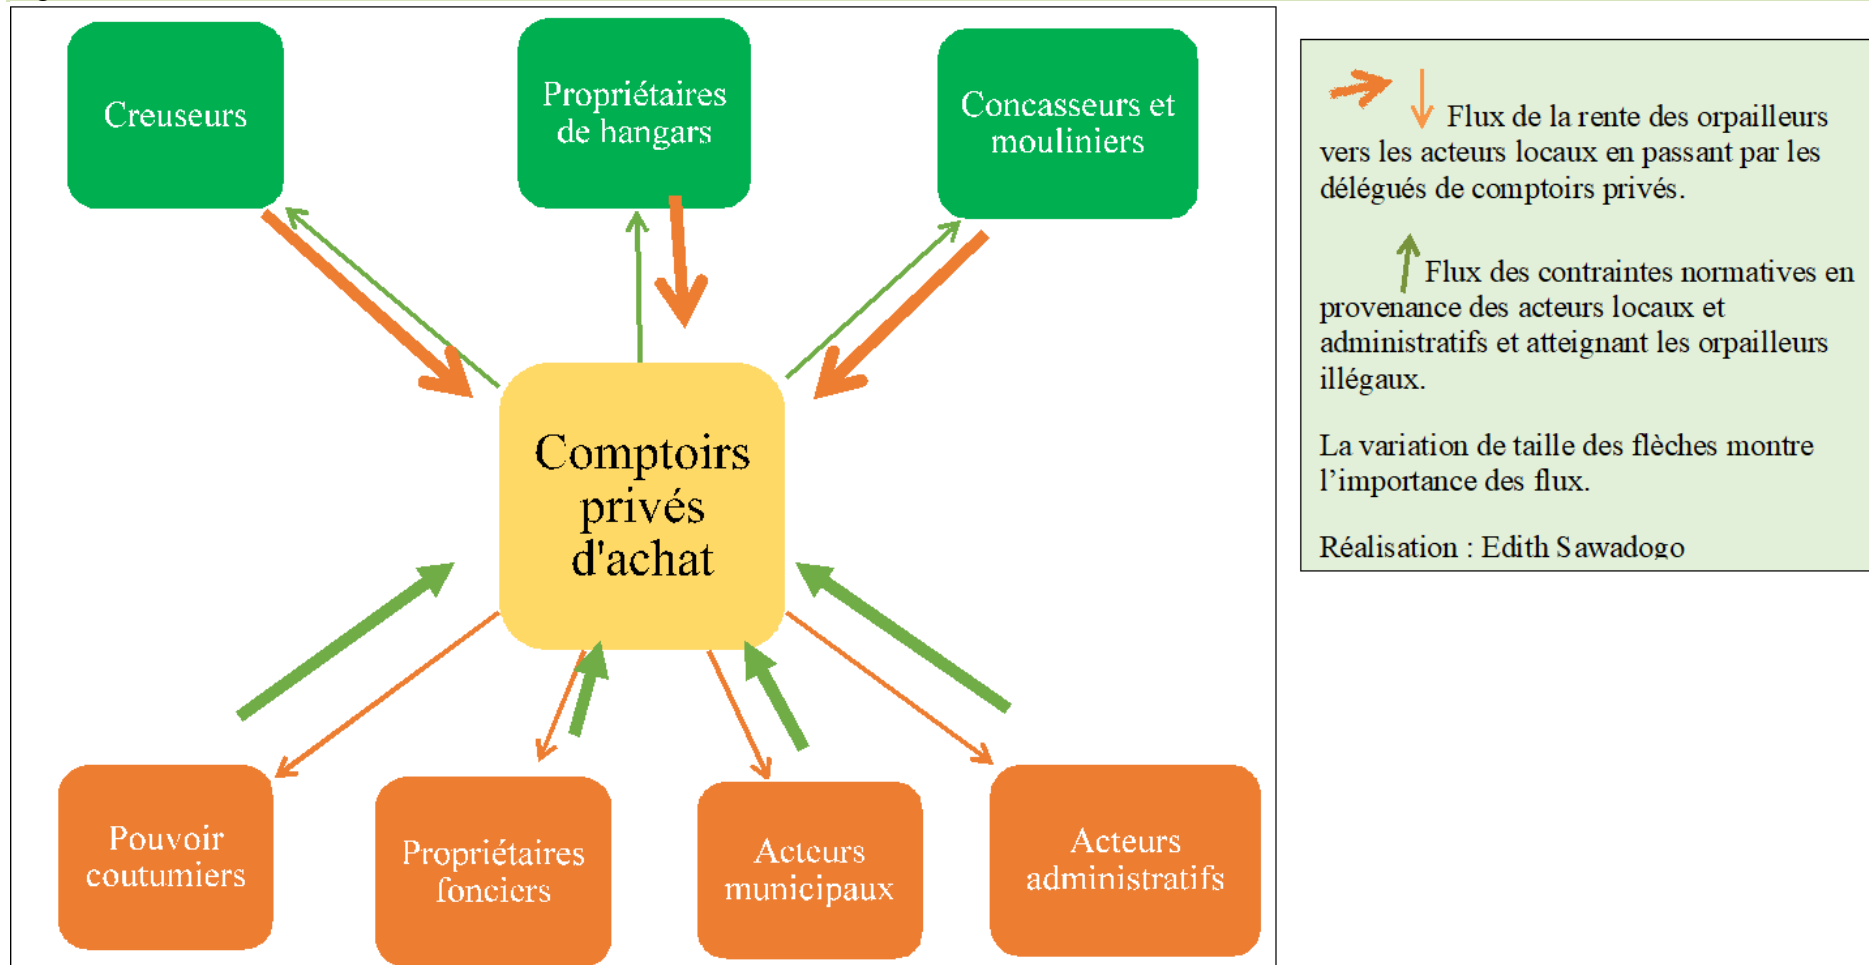 Creuseurs
Propriétaires
de hangars
Concasseurs et
mouliniers
Comptoirs
privés
d'achat
Pouvoir
coutumiers
Propriétaires
fonciers
Acteurs
municipaux
Acteurs
administratifs
Flux de la rente des orpailleurs
vers les acteurs locaux en passant par les
délégués de comptoirs privés.
Flux des contraintes normatives en
provenance des acteurs locaux et
administratifs et atteignant les orpailleurs
illégaux.
La variation de taille des flèches montre
l’importance des flux.
Réalisation : Edith Sawadogo